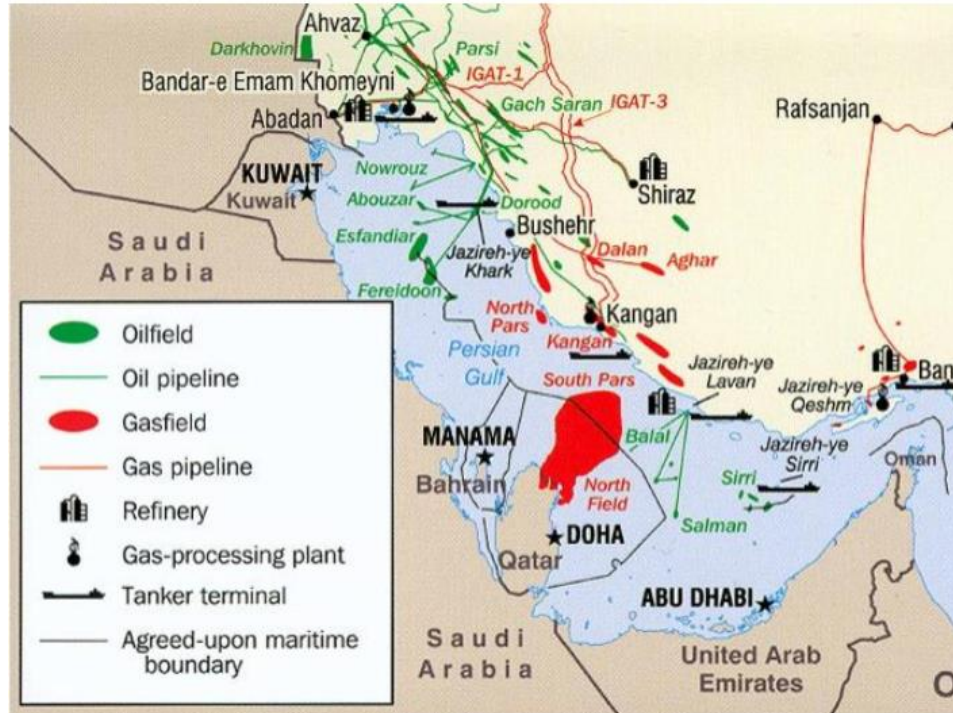 Ahvaz
Darkhovin
Parsi
Bandar-e Emam Khomeyni
IGAT-1
Gach Saran
IGAT-3
Rafsanjan
Abadan
KUWAIT
Kuwait
Nowrouz
Shiraz
Abouzar
Dorood
Saudi
Arabia
Esfandiar
Bushehr
Jazireh-ye
Khark
Dalan
Aghar
Fereidoon
North
Pars
Kangan
Kangan
Persian
Gulf
South Pars
Jazireh-ye
Lavan
Jazireh-ye
Qeshm
Ban
MANAMA
Bahrain
Balal
Jazireh-ye
Sirri
Oman
North
Field
Sirri
Salman
DOHA
Qatar
ABU DHABI
Saudi
Arabia
United Arab
Emirates
O
Oilfield
Oil pipeline
Gasfield
Gas pipeline
Refinery
Gas-processing plant
Tanker terminal
Agreed-upon maritime
boundary